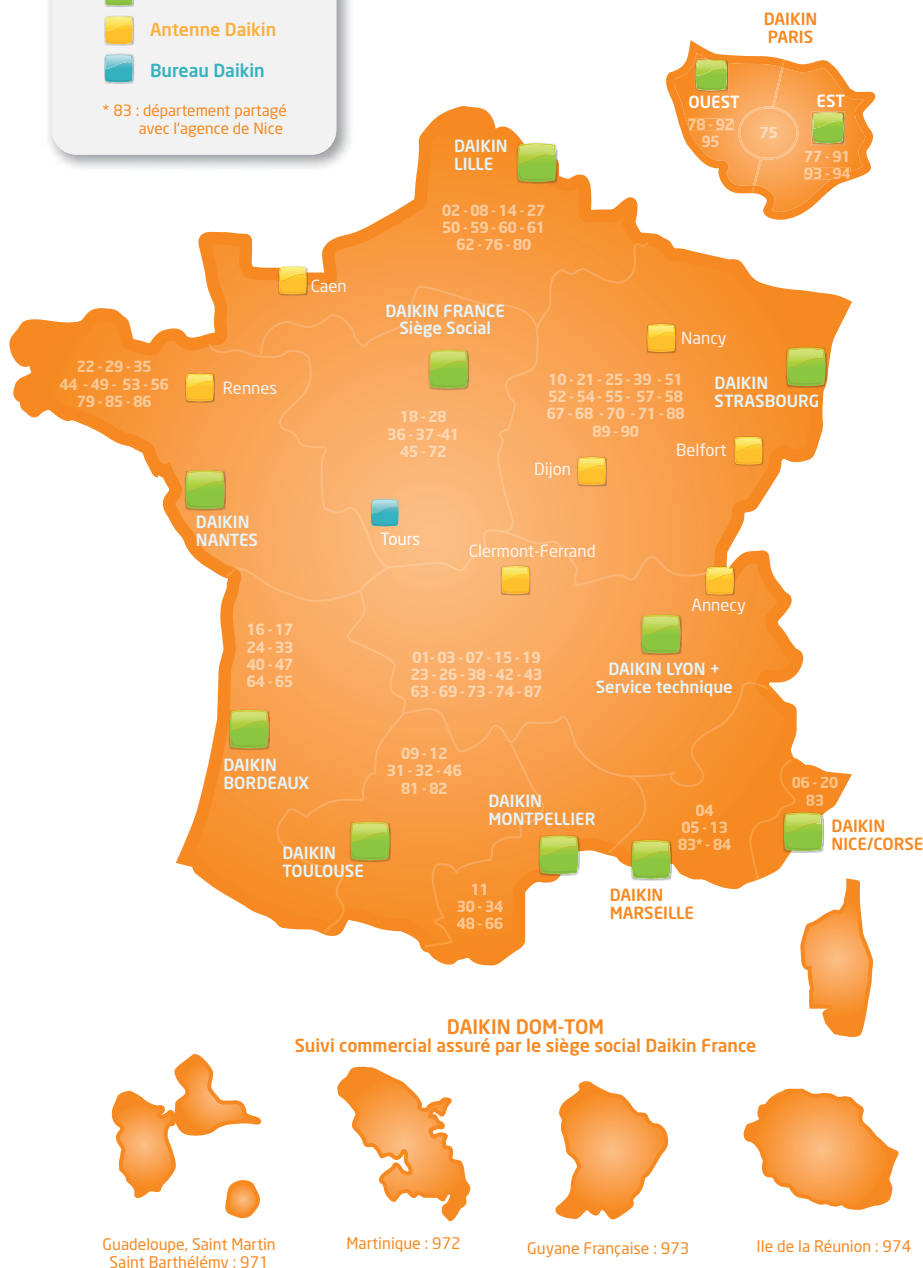 Antenne Daikin
Bureau Daikin
* 83 : département partagé
avec l'agence de Nice
DAIKIN
PARIS
OUEST
78 - 92
95
75
EST
77 - 91
93 - 94
DAIKIN
LILLE
02 - 08 - 14 - 27
50 - 59 - 60 - 61
62 - 76 - 80
Caen
DAIKIN FRANCE
Siège Social
18 - 28
36 - 37 -41
45 - 72
Nancy
10 - 21 - 25 - 39 - 51
52 - 54 - 55 - 57 - 58
67 - 68 - 70 - 71 - 88
89 - 90
DAIKIN
STRASBOURG
22 - 29 - 35
44 - 49 - 53 - 56
79 - 85 - 86
Rennes
Belfort
Dijon
DAIKIN
NANTES
Tours
Clermont-Ferrand
Annecy
16 - 17
24 - 33
40 - 47
64 - 65
01 - 03 - 07 - 15 - 19
23 - 26 - 38 - 42 - 43
63 - 69 - 73 - 74 - 87
DAIKIN LYON +
Service technique
DAIKIN
BORDEAUX
09 - 12
31 - 32 - 46
81 - 82
DAIKIN
TOULOUSE
DAIKIN
MONTPELLIER
11
30 - 34
48 - 66
04
05 - 13
83* - 84
DAIKIN
MARSEILLE
06 - 20
83
DAIKIN
NICE/CORSE
DAIKIN DOM-TOM
Suivi commercial assuré par le siège social Daikin France
Guadeloupe, Saint Martin
Saint Barthélémy : 971
Martinique : 972
Guyane Française : 973
Ile de la Réunion : 974